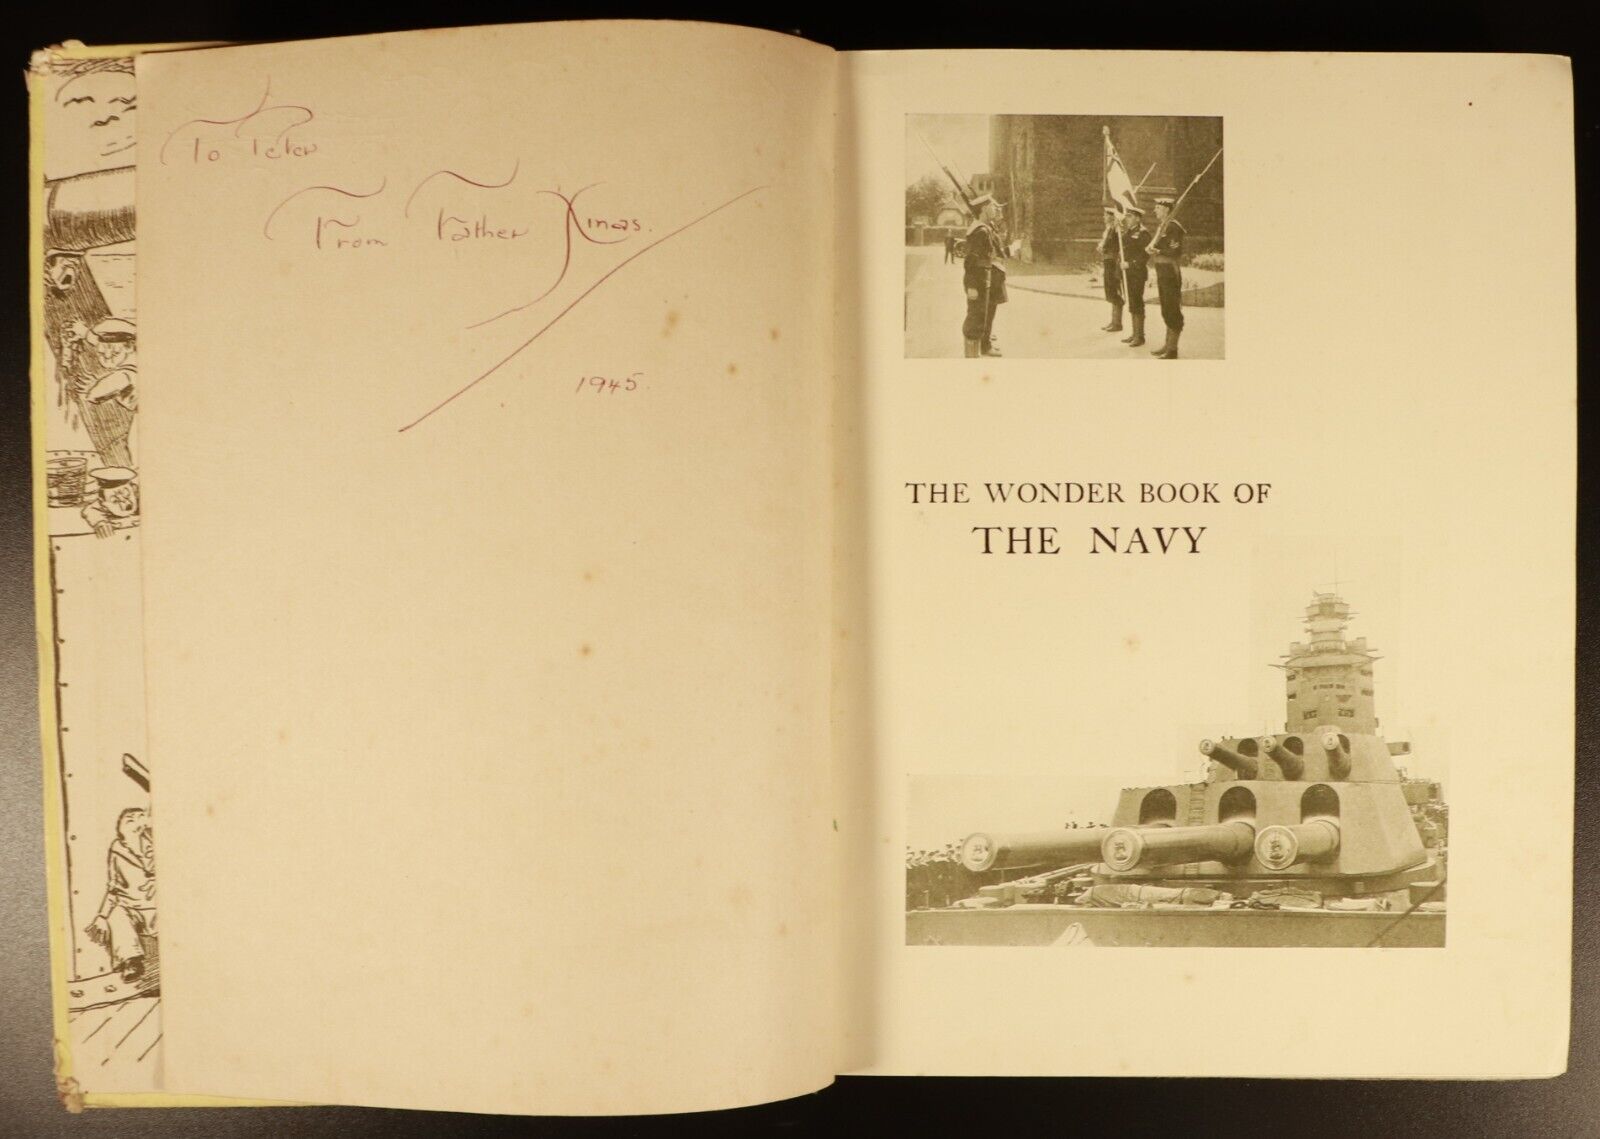 To Peter
From Father Xmas.
1945.
THE WONDER BOOK OF
THE NAVY